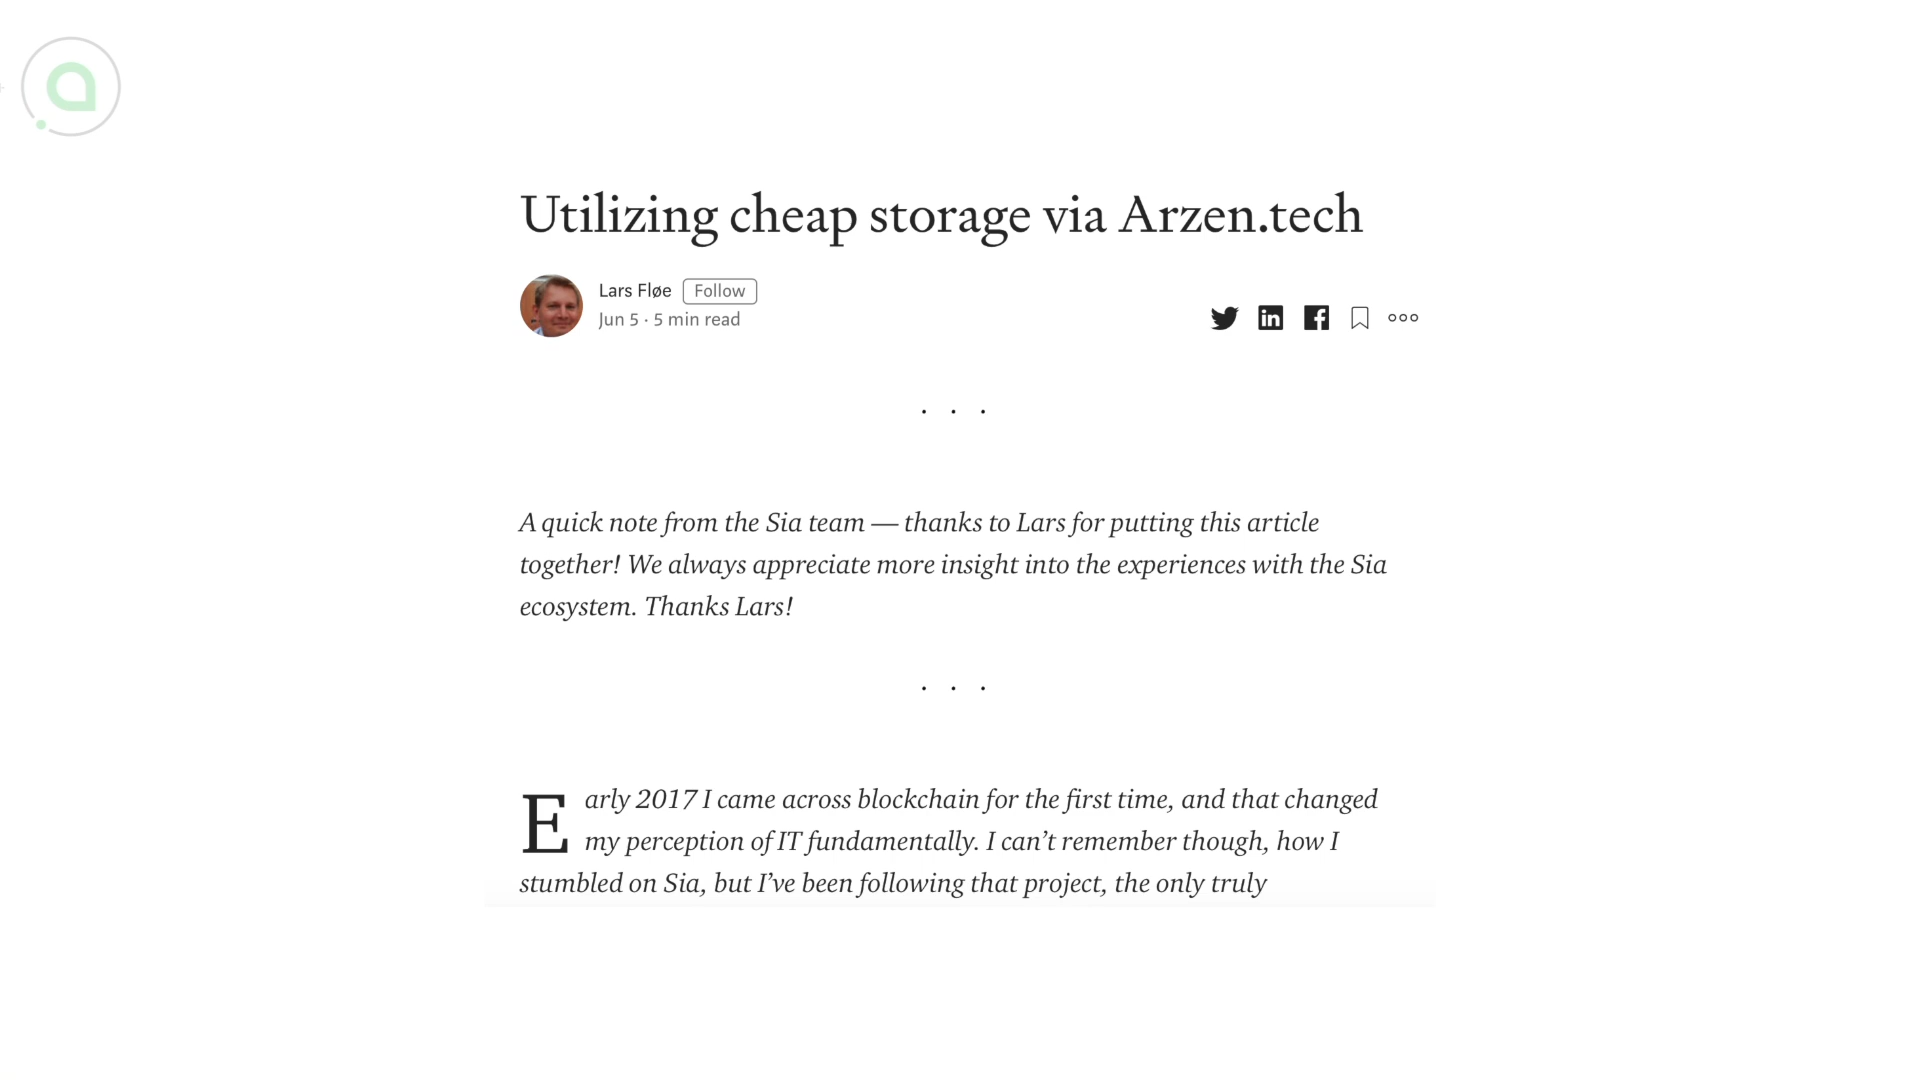 Utilizing cheap storage via Arzen.tech
Lars Fløe Follow
Jun 5 · 5 min read
. . .
A quick note from the Sia team — thanks to Lars for putting this article
together! We always appreciate more insight into the experiences with the Sia
ecosystem. Thanks Lars!
. . .
Early 2017 I came across blockchain for the first time, and that changed
my perception of IT fundamentally. I can’t remember though, how I
stumbled on Sia, but I’ve been following that project, the only truly